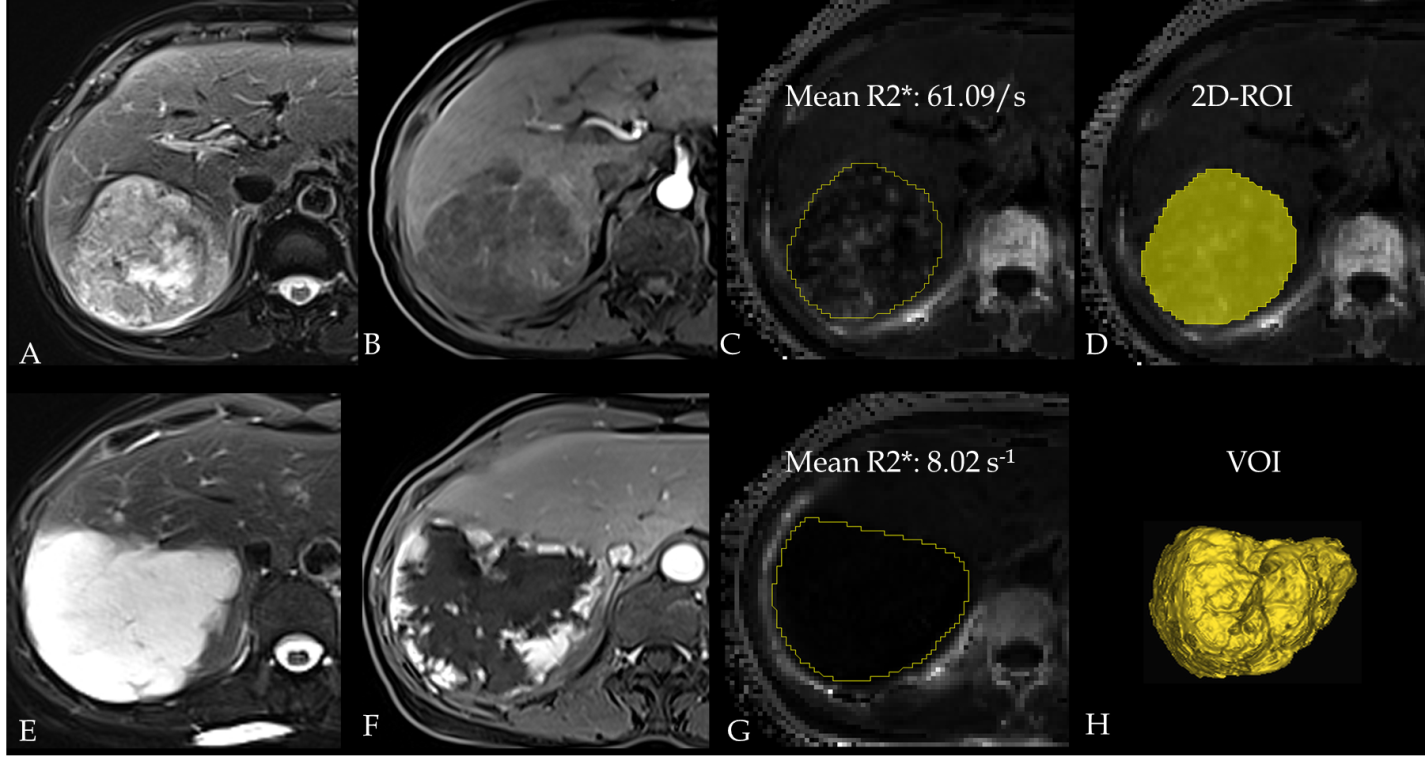 Mean R2*: 61.09/s
2D-ROI
A
B
C
D
Mean R2*: 8.02 s-1
VOI
E
F
G
H